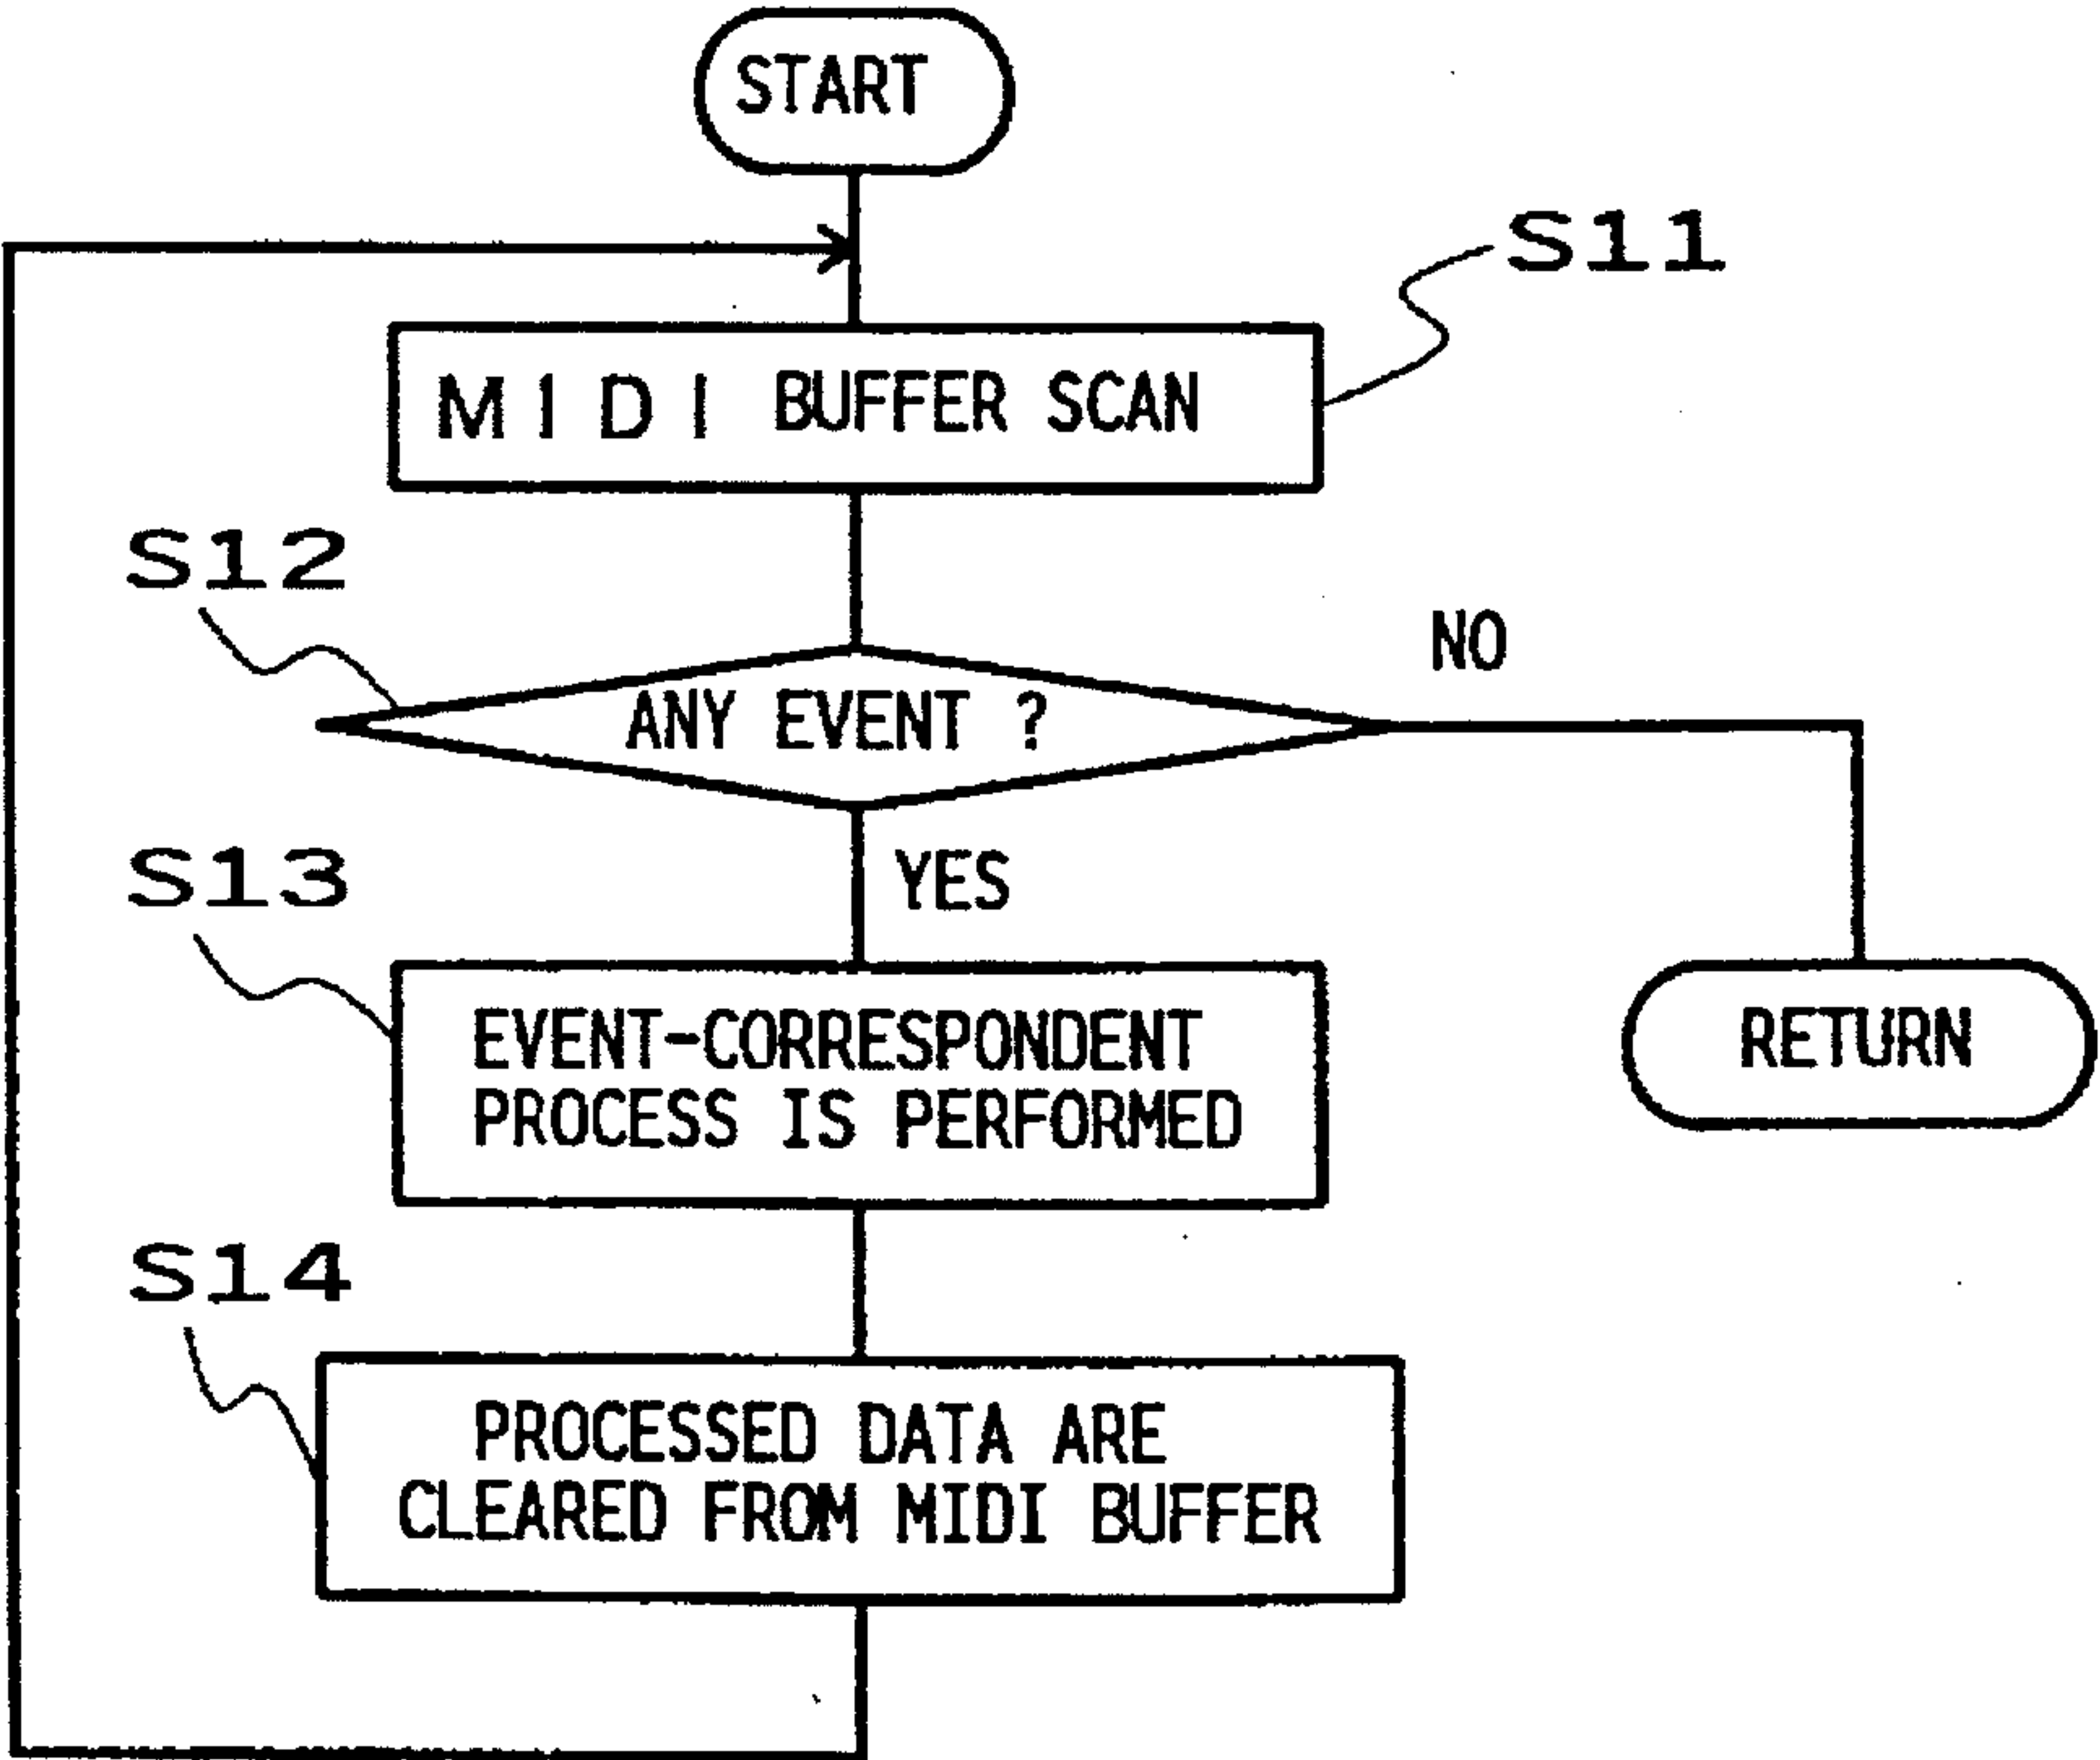 START
S11
MIDI BUFFER SCAN
S12
NO
ANY EVENT ?
S13
YES
EVENT-CORRESPONDENT
PROCESS IS PERFORMED
RETURN
S14
PROCESSED DATA ARE
CLEARED FROM MIDI BUFFER